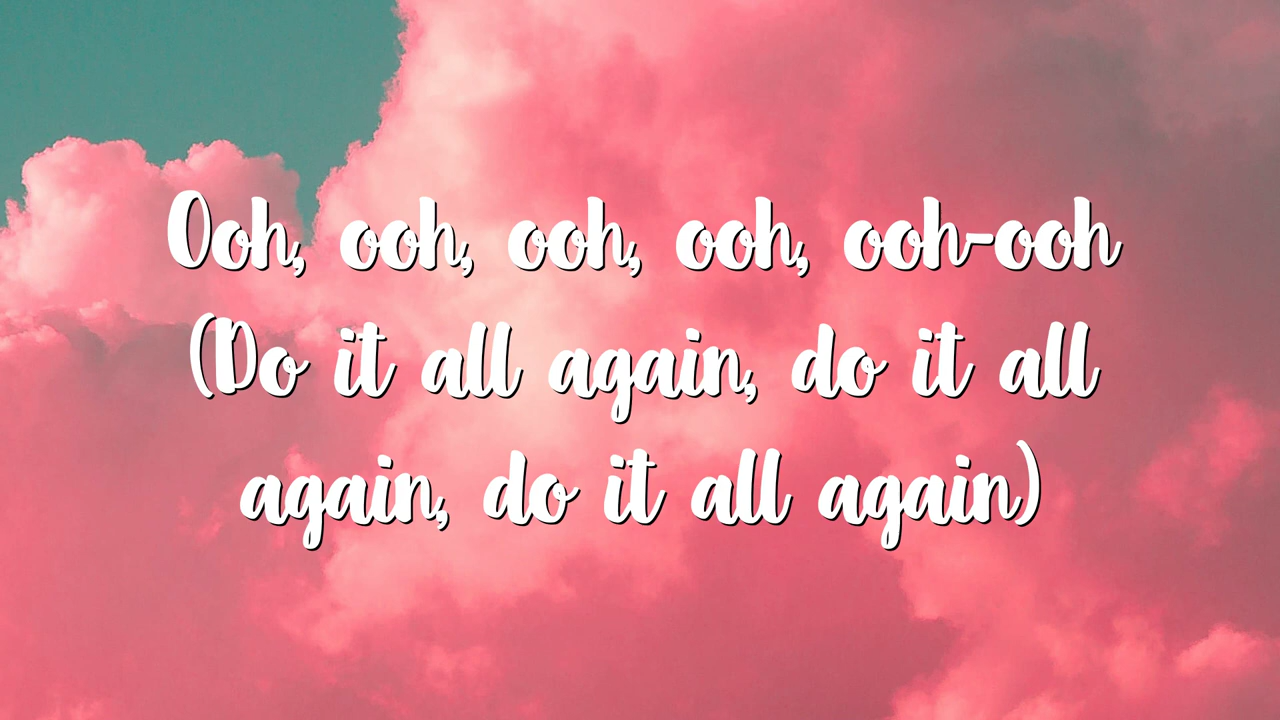 Ooh, ooh, ooh, ooh, ooh-ooh
(Do it all again, do it all
again, do it all again)